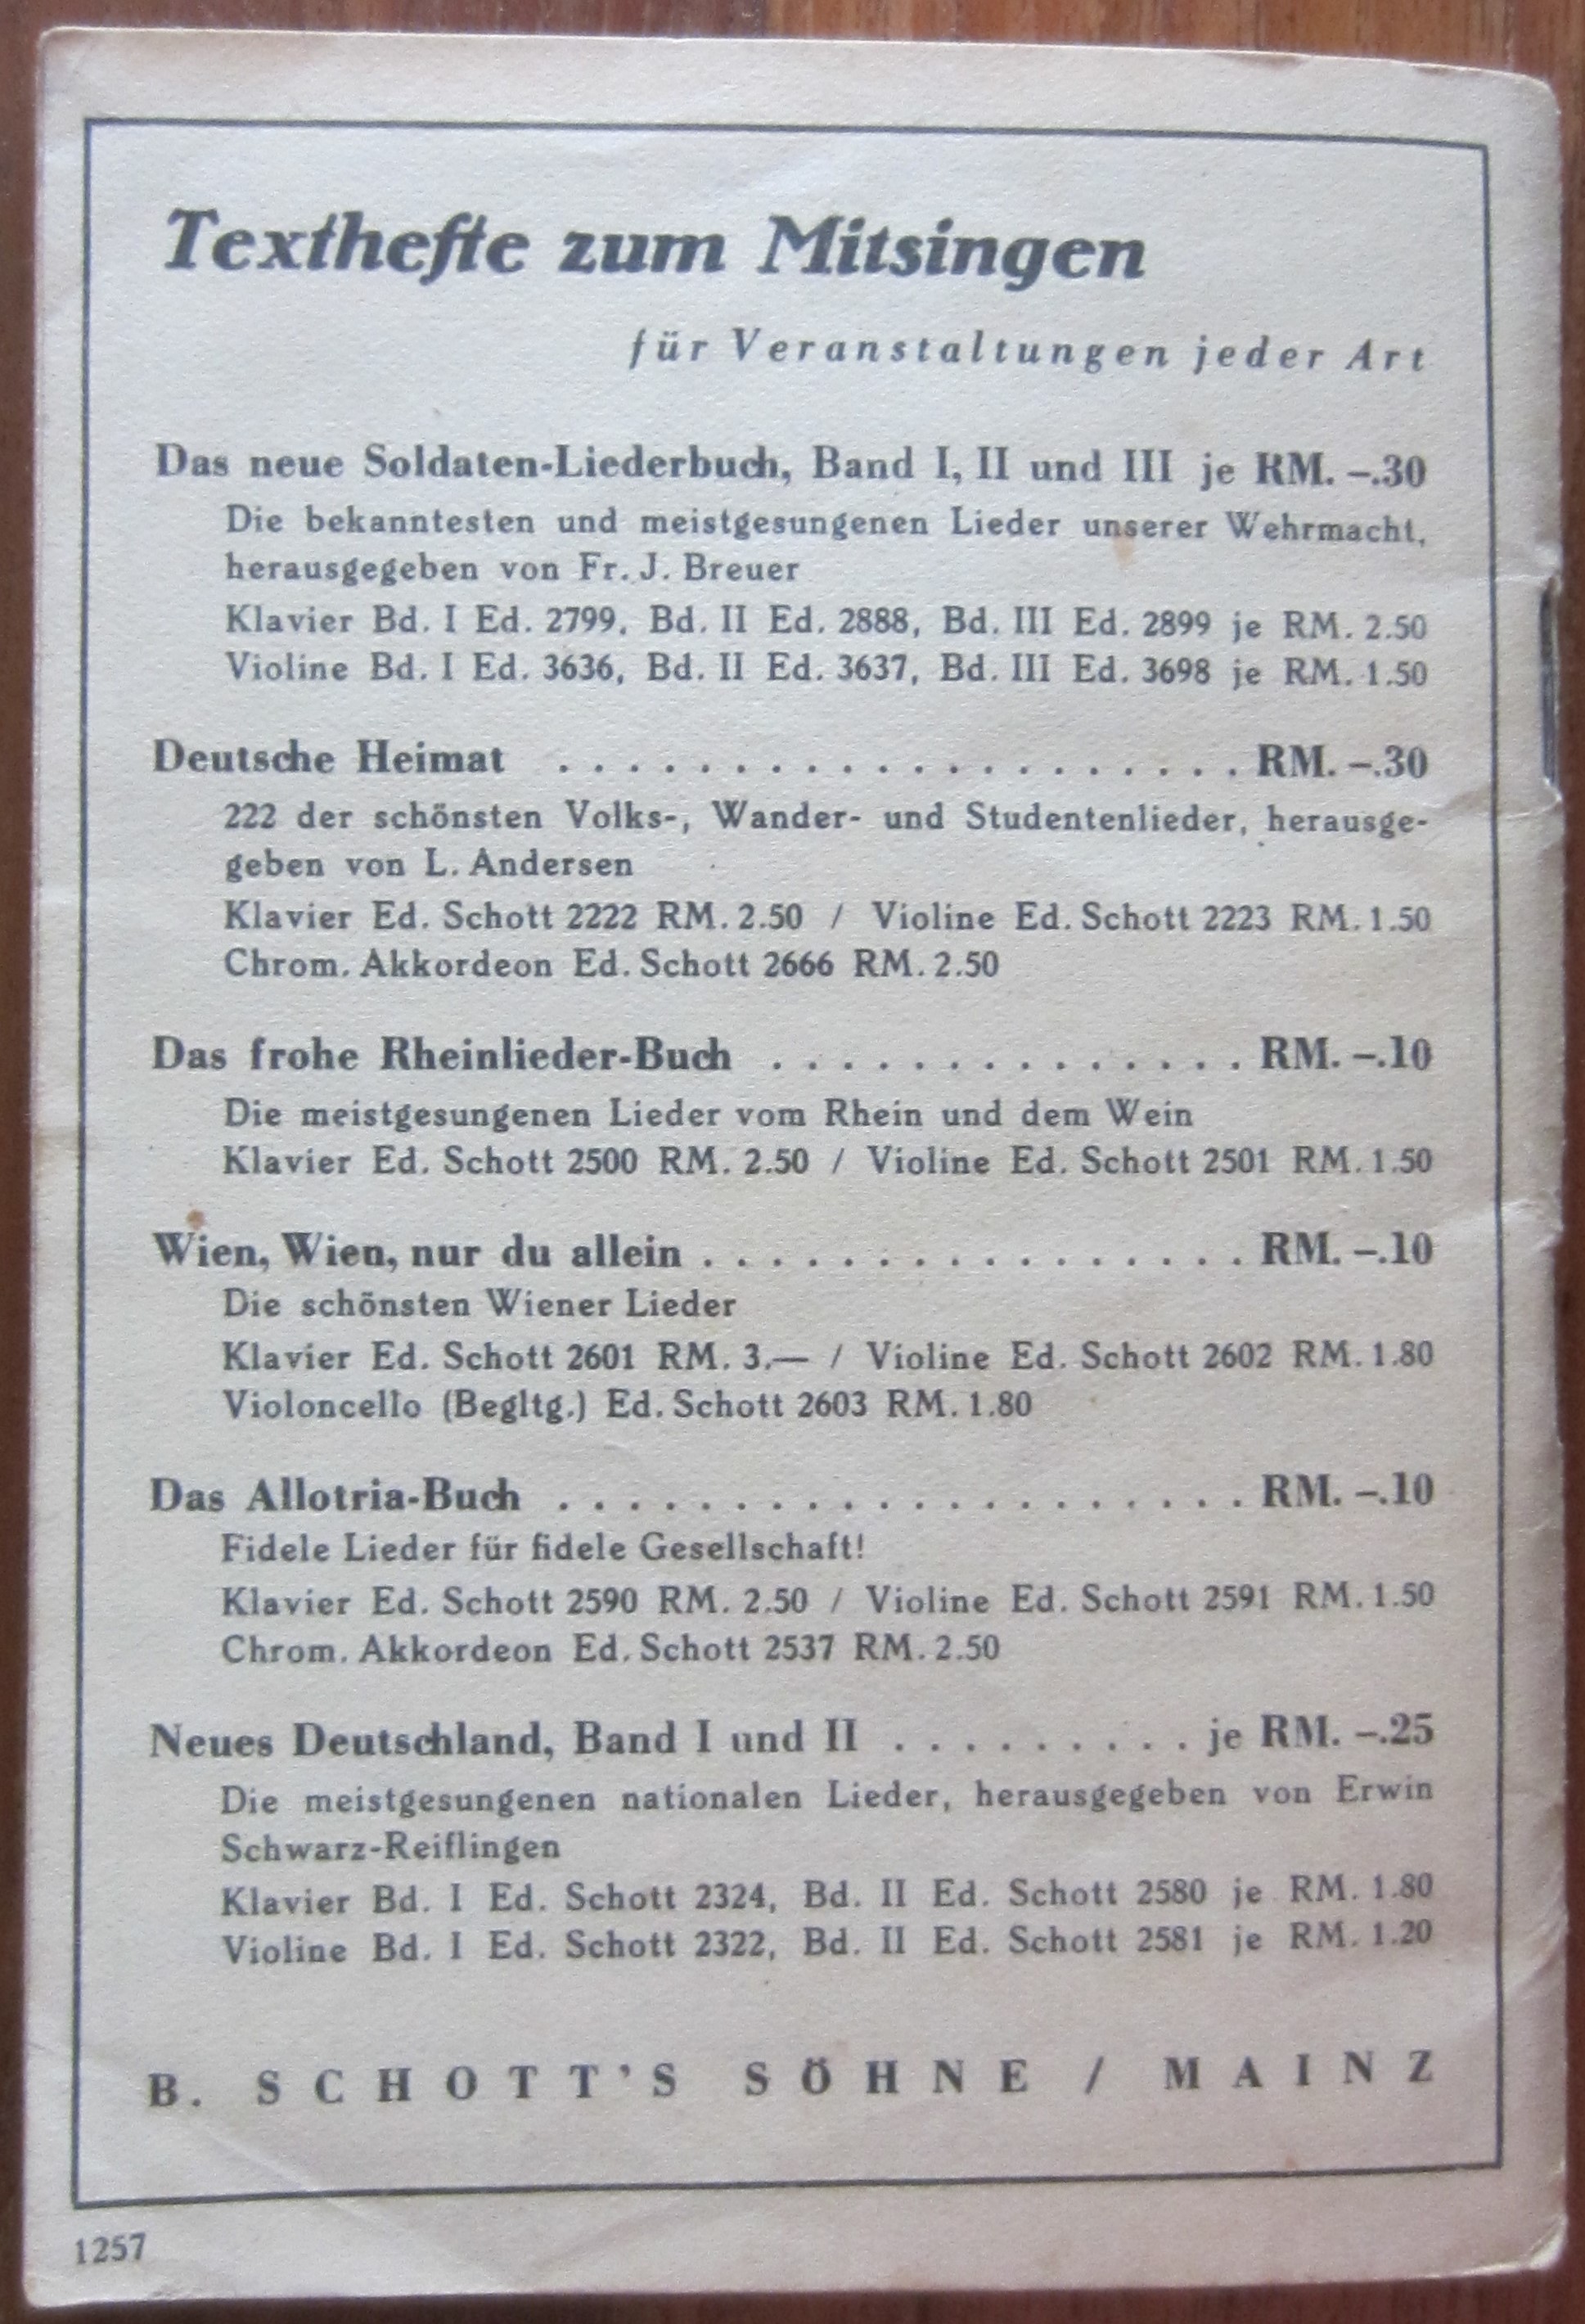 Texthefte zum Mitsingen
für Veranstaltungen jeder Art
Das neue Soldaten-Liederbuch, Band I, II und III je RM. –.30
Die bekanntesten und meistgesungenen Lieder unserer Wehrmacht,
herausgegeben von Fr. J. Breuer
Klavier Bd. I Ed. 2799, Bd. II Ed. 2888, Bd. III Ed. 2899 je RM. 2.50
Violine Bd. I Ed. 3636, Bd. II Ed. 3637, Bd. III Ed. 3698 je RM. 1.50
Deutsche Heimat . . . . . . . . . . . . . . . . . . . . RM. –.30
222 der schönsten Volks-, Wander- und Studentenlieder, herausge-
geben von L. Andersen
Klavier Ed. Schott 2222 RM. 2.50 / Violine Ed. Schott 2223 RM. 1.50
Chrom. Akkordeon Ed. Schott 2666 RM. 2.50
Das frohe Rheinlieder-Buch . . . . . . . . . . . . . . RM. –.10
Die meistgesungenen Lieder vom Rhein und dem Wein
Klavier Ed. Schott 2500 RM. 2.50 / Violine Ed. Schott 2501 RM. 1.50
Wien, Wien, nur du allein . . . . . . . . . . . . . . . . RM. –.10
Die schönsten Wiener Lieder
Klavier Ed. Schott 2601 RM. 3.— / Violine Ed. Schott 2602 RM. 1.80
Violoncello (Begltg.) Ed. Schott 2603 RM. 1.80
Das Allotria-Buch . . . . . . . . . . . . . . . . . . . . RM. –.10
Fidele Lieder für fidele Gesellschaft!
Klavier Ed. Schott 2590 RM. 2.50 / Violine Ed. Schott 2591 RM. 1.50
Chrom. Akkordeon Ed. Schott 2537 RM. 2.50
Neues Deutschland, Band I und II . . . . . . . . . je RM. –.25
Die meistgesungenen nationalen Lieder, herausgegeben von Erwin
Schwarz-Reiflingen
Klavier Bd. I Ed. Schott 2324, Bd. II Ed. Schott 2580 je RM. 1.80
Violine Bd. I Ed. Schott 2322, Bd. II Ed. Schott 2581 je RM. 1.20
B. SCHOTT'S SÖHNE / MAINZ
1257